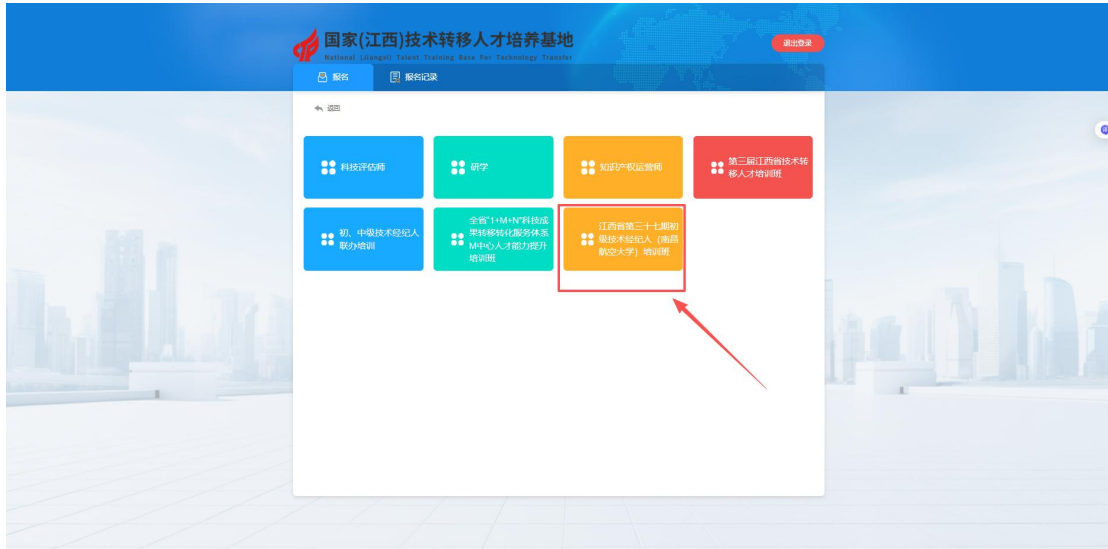 国家(江西)技术转移人才培养基地
National (Jiangxi) Talent Training Base For Technology Transfer
退出登录
报名
报名记录
返回
科技评估师
研学
知识产权运营师
第三届江西省技术转
移人才培训班
初、中级技术经纪人
联办培训
全省"1+M+N"科技成
果转移转化服务体系
M中心人才能力提升
培训班
江西省第三十七期初
级技术经纪人（南昌
航空大学）培训班